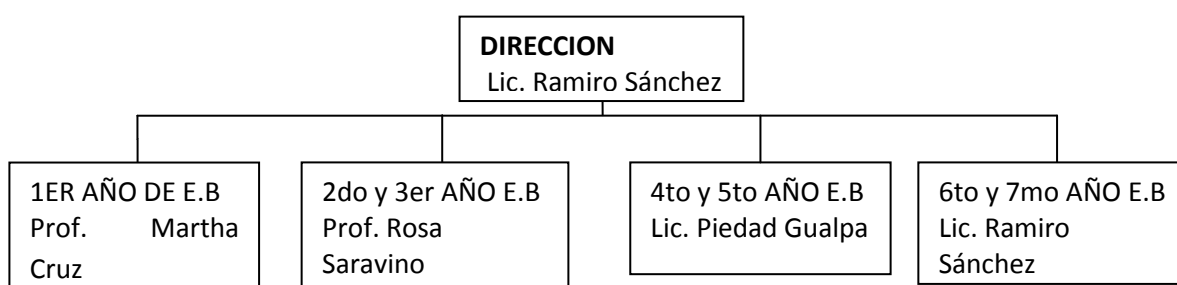 DIRECCION
Lic. Ramiro Sánchez
1ER AÑO DE E.B
Prof. Martha
Cruz
2do y 3er AÑO E.B
Prof. Rosa
Saravino
4to y 5to AÑO E.B
Lic. Piedad Gualpa
6to y 7mo AÑO E.B
Lic. Ramiro
Sánchez